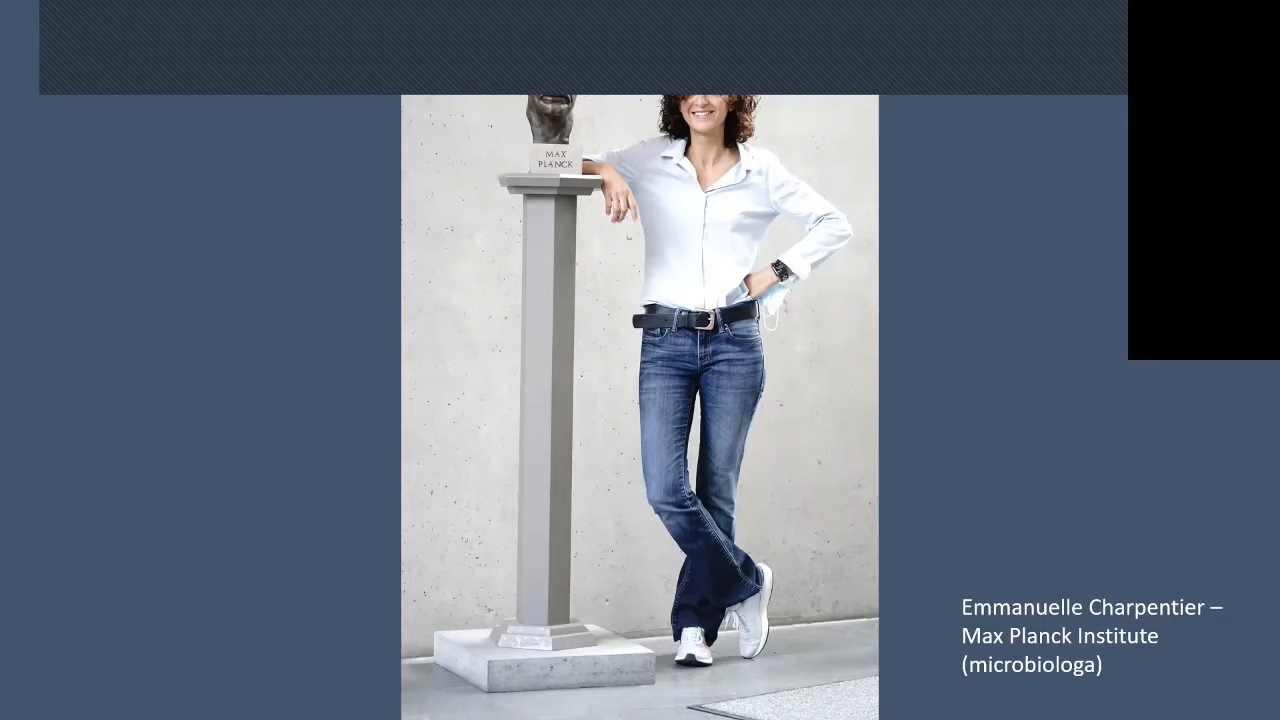 MAX
PLANCK
Emmanuelle Charpentier –
Max Planck Institute
(microbiologa)